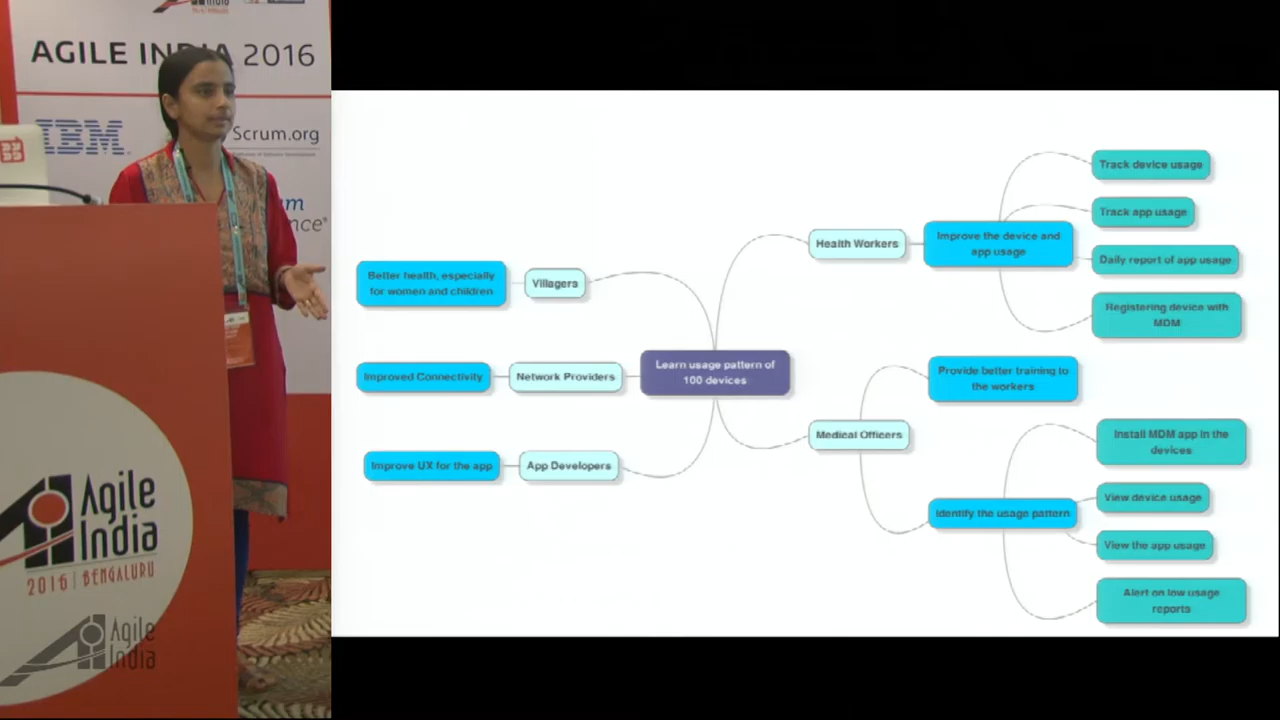 AGILE INDIA 2016
IBM
Scrum.org
Agile
India
2016 | BENGALURU
Agile
India
Track device usage
Track app usage
Health Workers
Improve the device and
app usage
Daily report of app usage
Registering device with
MDM
Better health, especially
for women and children
Villagers
Improved Connectivity
Network Providers
Learn usage pattern of
100 devices
Provide better training to
the workers
Medical Officers
Improve UX for the app
App Developers
Install MDM app in the
devices
View device usage
Identify the usage pattern
View the app usage
Alert on low usage
reports